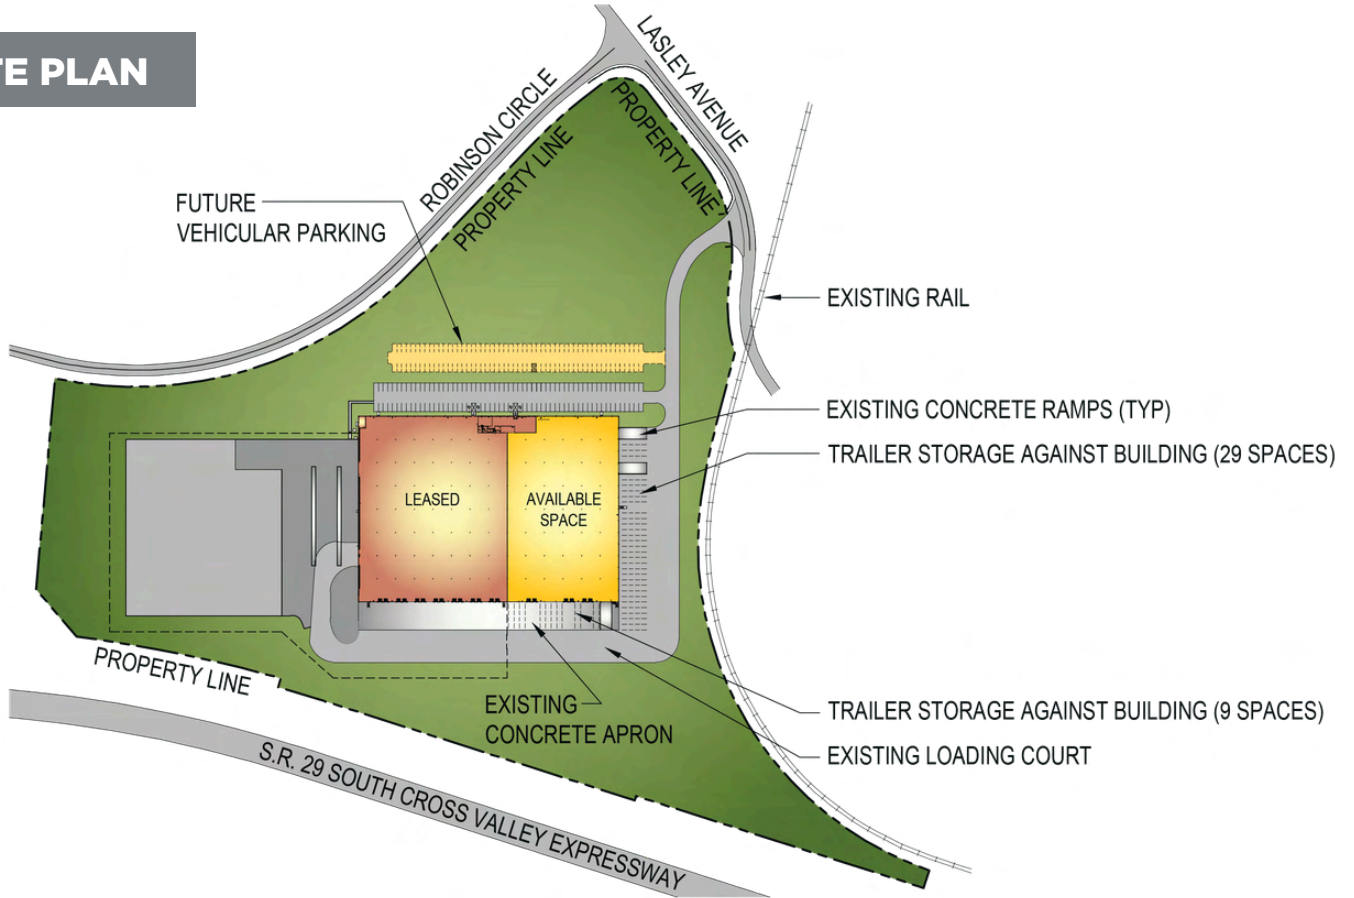 TE PLAN
LASLEY AVENUE
ROBINSON CIRCLE
PROPERTY LINE
PROPERTY LINE
FUTURE
VEHICULAR PARKING
EXISTING RAIL
EXISTING CONCRETE RAMPS (TYP)
TRAILER STORAGE AGAINST BUILDING (29 SPACES)
LEASED
AVAILABLE
SPACE
PROPERTY LINE
EXISTING
CONCRETE APRON
TRAILER STORAGE AGAINST BUILDING (9 SPACES)
EXISTING LOADING COURT
S.R. 29 SOUTH CROSS VALLEY EXPRESSWAY